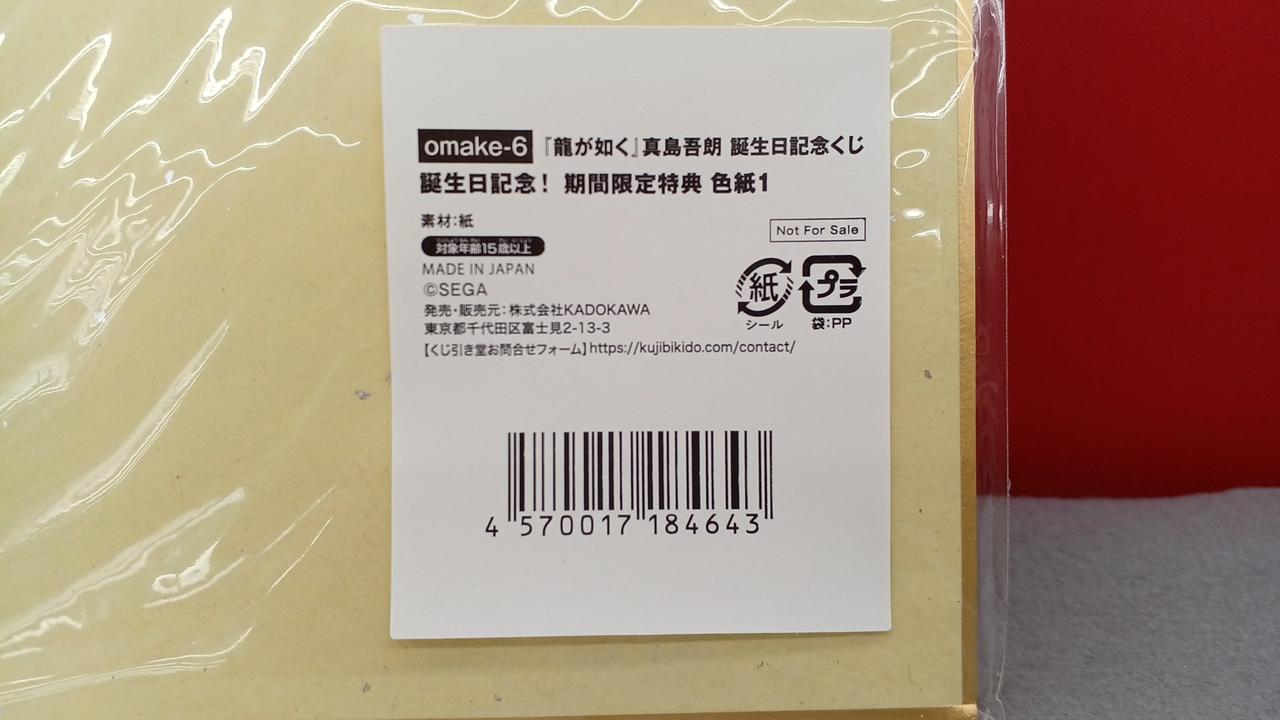 omake-6 『龍が如く』真島吾朗 誕生日記念くじ
誕生日記念! 期間限定特典 色紙1
素材:紙
対象年齢15歳以上
Not For Sale
MADE IN JAPAN
©SEGA
発売・販売元:株式会社KADOKAWA
東京都千代田区富士見2-13-3
【くじ引き堂お問合せフォーム】https://kujibikido.com/contact/
紙 プラ
シール 袋:PP
4 570017 184643